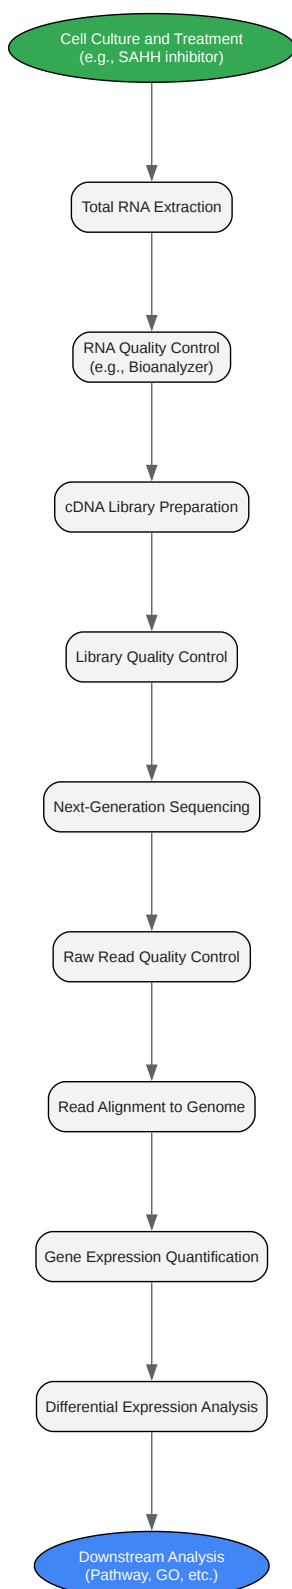 Cell Culture and Treatment
(e.g., SAHH inhibitor)
Total RNA Extraction
RNA Quality Control
(e.g., Bioanalyzer)
cDNA Library Preparation
Library Quality Control
Next-Generation Sequencing
Raw Read Quality Control
Read Alignment to Genome
Gene Expression Quantification
Differential Expression Analysis
Downstream Analysis
(Pathway, GO, etc.)